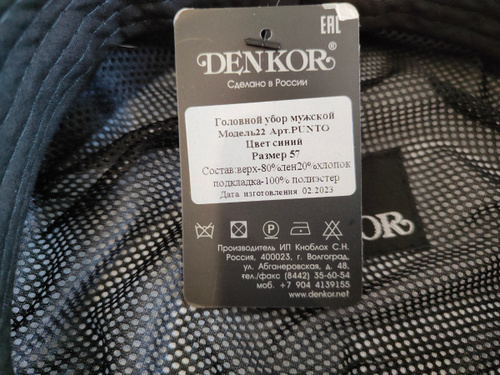 EAC
DENKOR®
Сделано в России
Головной убор мужской
Модель22 Арт.PUNTO
Цвет синий
Размер 57
Состав:верх-80%лен20%хлопок
подкладка-100% полиэстер
Дата изготовления 02.2023
P
Производитель ИП Кноблох С.Н.
Россия, 400023, г. Волгоград,
ул. Абганеровская, д. 48,
тел./факс (8442) 35-60-54
моб. +7 904 4139155
www.denkor.net
OR®